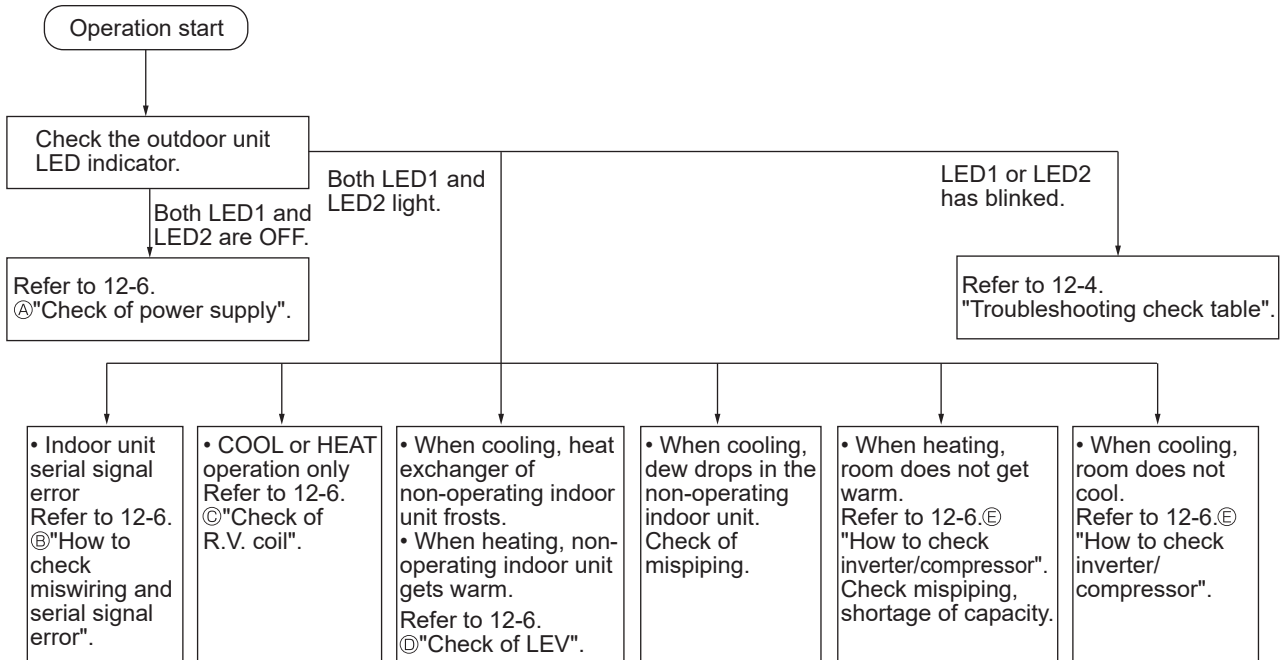 Operation start
Check the outdoor unit
LED indicator.
Both LED1 and
LED2 are OFF.
Both LED1 and
LED2 light.
LED1 or LED2
has blinked.
Refer to 12-6.
Ⓐ"Check of power supply".
Refer to 12-4.
"Troubleshooting check table".
• Indoor unit
serial signal
error
Refer to 12-6.
Ⓑ"How to
check
miswiring and
serial signal
error".
• COOL or HEAT
operation only
Refer to 12-6.
Ⓒ"Check of
R.V. coil".
• When cooling, heat
exchanger of
non-operating indoor
unit frosts.
• When heating, non-
operating indoor unit
gets warm.
Refer to 12-6.
Ⓓ"Check of LEV".
• When cooling,
dew drops in the
non-operating
indoor unit.
Check of
mispiping.
• When heating,
room does not get
warm.
Refer to 12-6.Ⓔ
"How to check
inverter/compressor".
Check mispiping,
shortage of capacity.
• When cooling,
room does not
cool.
Refer to 12-6.Ⓔ
"How to check
inverter/
compressor".